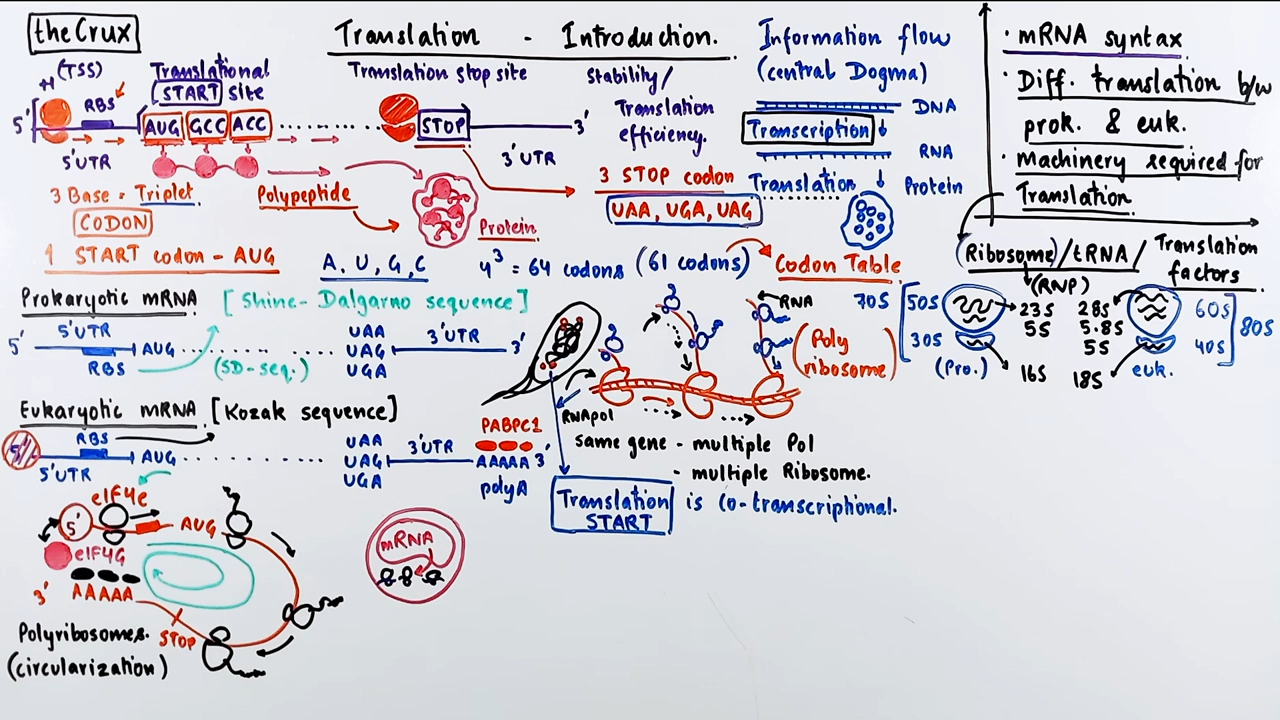 the Crux
Translation - Introduction.
+1 (TSS)
RBS
Translational
START site
5' AUG GCC ACC
5'UTR
Translation stop site
STOP 3'
3'UTR
Stability/
Translation
efficiency.
3 Base = Triplet
CODON
Polypeptide
Protein
3 STOP codon
UAA, UGA, UAG
1 START codon - AUG
A, U, G, C
4³ = 64 codons (61 codons)
Codon Table
Information flow
(central Dogma)
DNA
Transcription
RNA
Translation
Protein
· mRNA syntax
· Diff. translation b/w
prok. & euk.
· Machinery required for
Translation
(Ribosome)/tRNA/Translation
factors
(RNP)
70S [50S
30S
(Pro.)
23S
5S
16S
28S
5.8S
5S
18S
60S
40S ] 80S
euk.
Prokaryotic mRNA [Shine-Dalgarno sequence]
5' 5'UTR AUG
RBS (SD-seq.)
UAA
UAG
UGA
3'UTR 3'
RNA
(Poly
ribosome)
RNApol
same gene - multiple Pol
- multiple Ribosome.
Translation
START
is co-transcriptional.
Eukaryotic mRNA [Kozak sequence]
5' RBS AUG
5'UTR
UAA
UAG
UGA
3'UTR
PABPC1
AAAAA 3'
polyA
eIF4e
5' AUG
eIF4G
3' AAAAA
STOP
Polyribosomes.
(circularization)
mRNA